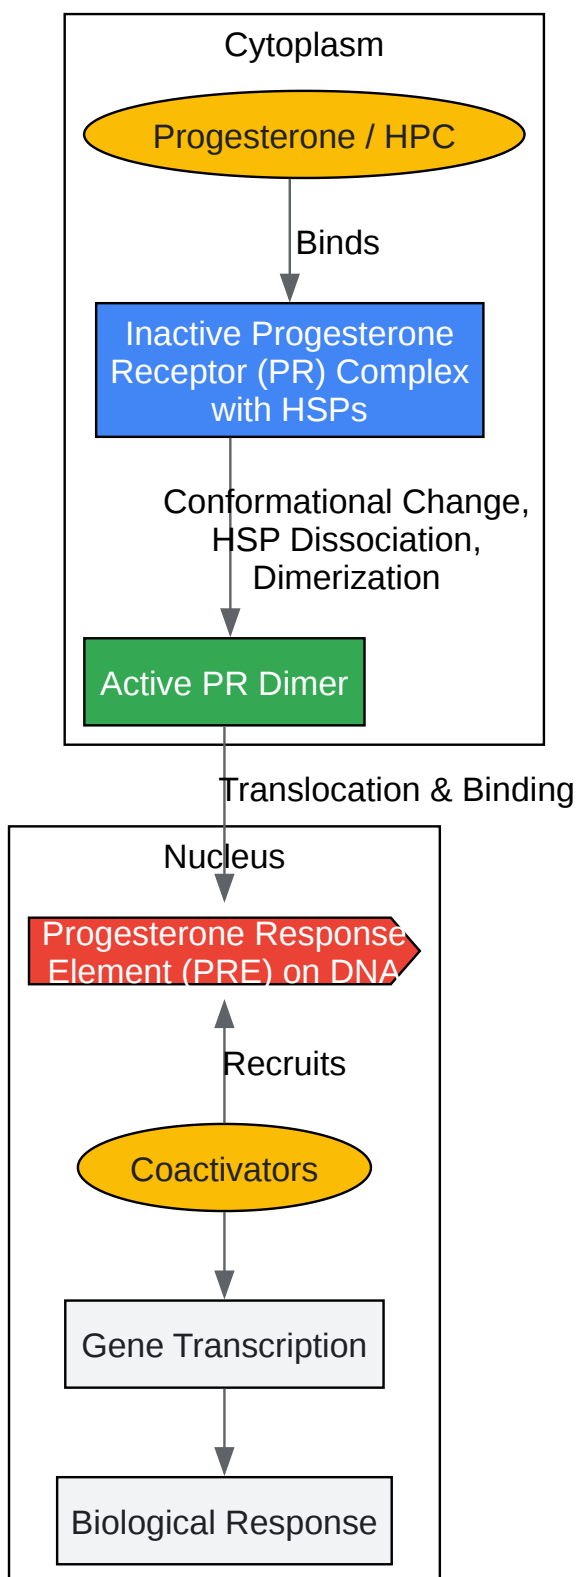 Cytoplasm
Progesterone / HPC
Binds
Inactive Progesterone
Receptor (PR) Complex
with HSPs
Conformational Change,
HSP Dissociation,
Dimerization
Active PR Dimer
Translocation & Binding
Nucleus
Progesterone Response
Element (PRE) on DNA
Recruits
Coactivators
Gene Transcription
Biological Response